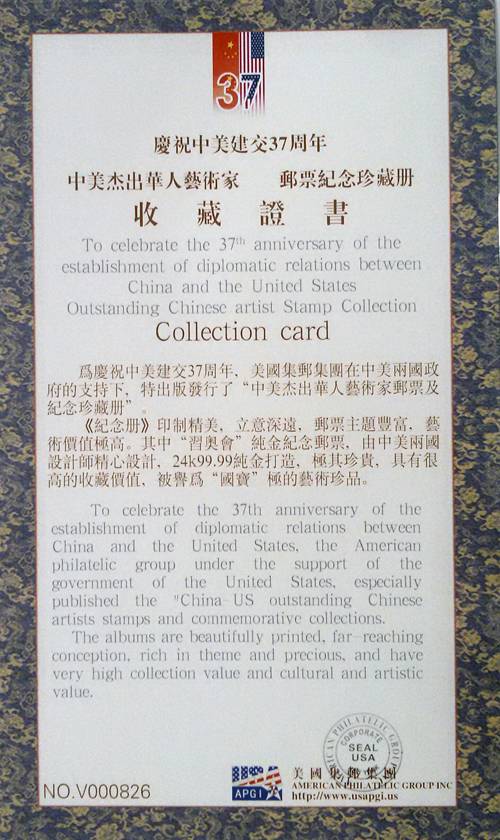 37
慶祝中美建交37周年
中美杰出華人藝術家 郵票紀念珍藏册
收藏證書
To celebrate the 37th anniversary of the
establishment of diplomatic relations between
China and the United States
Outstanding Chinese artist Stamp Collection
Collection card
爲慶祝中美建交37周年，美國集郵集團在中美兩國政
府的支持下，特出版發行了“中美杰出華人藝術家郵票及
紀念珍藏册”。
《紀念册》印制精美，立意深遠，郵票主題豐富，藝
術價值極高。其中“習奥會”純金紀念郵票，由中美兩國
設計師精心設計，24k99.99純金打造，極其珍貴，具有很
高的收藏價值，被譽爲“國寶”極的藝術珍品。
To celebrate the 37th anniversary of the
establishment of diplomatic relations between
China and the United States, the American
philatelic group under the support of the
government of the United States, especially
published the "China-US outstanding Chinese
artists stamps and commemorative collections.
The albums are beautifully printed, far-reaching
conception, rich in theme and precious, and have
very high collection value and cultural and artistic
value.
AMERICAN PHILATELIC GROUP
CORPORATE
SEAL
USA
USA
APGI
美國集郵集團
AMERICAN PHILATELIC GROUP INC
http://www.usapgi.us
NO.V000826